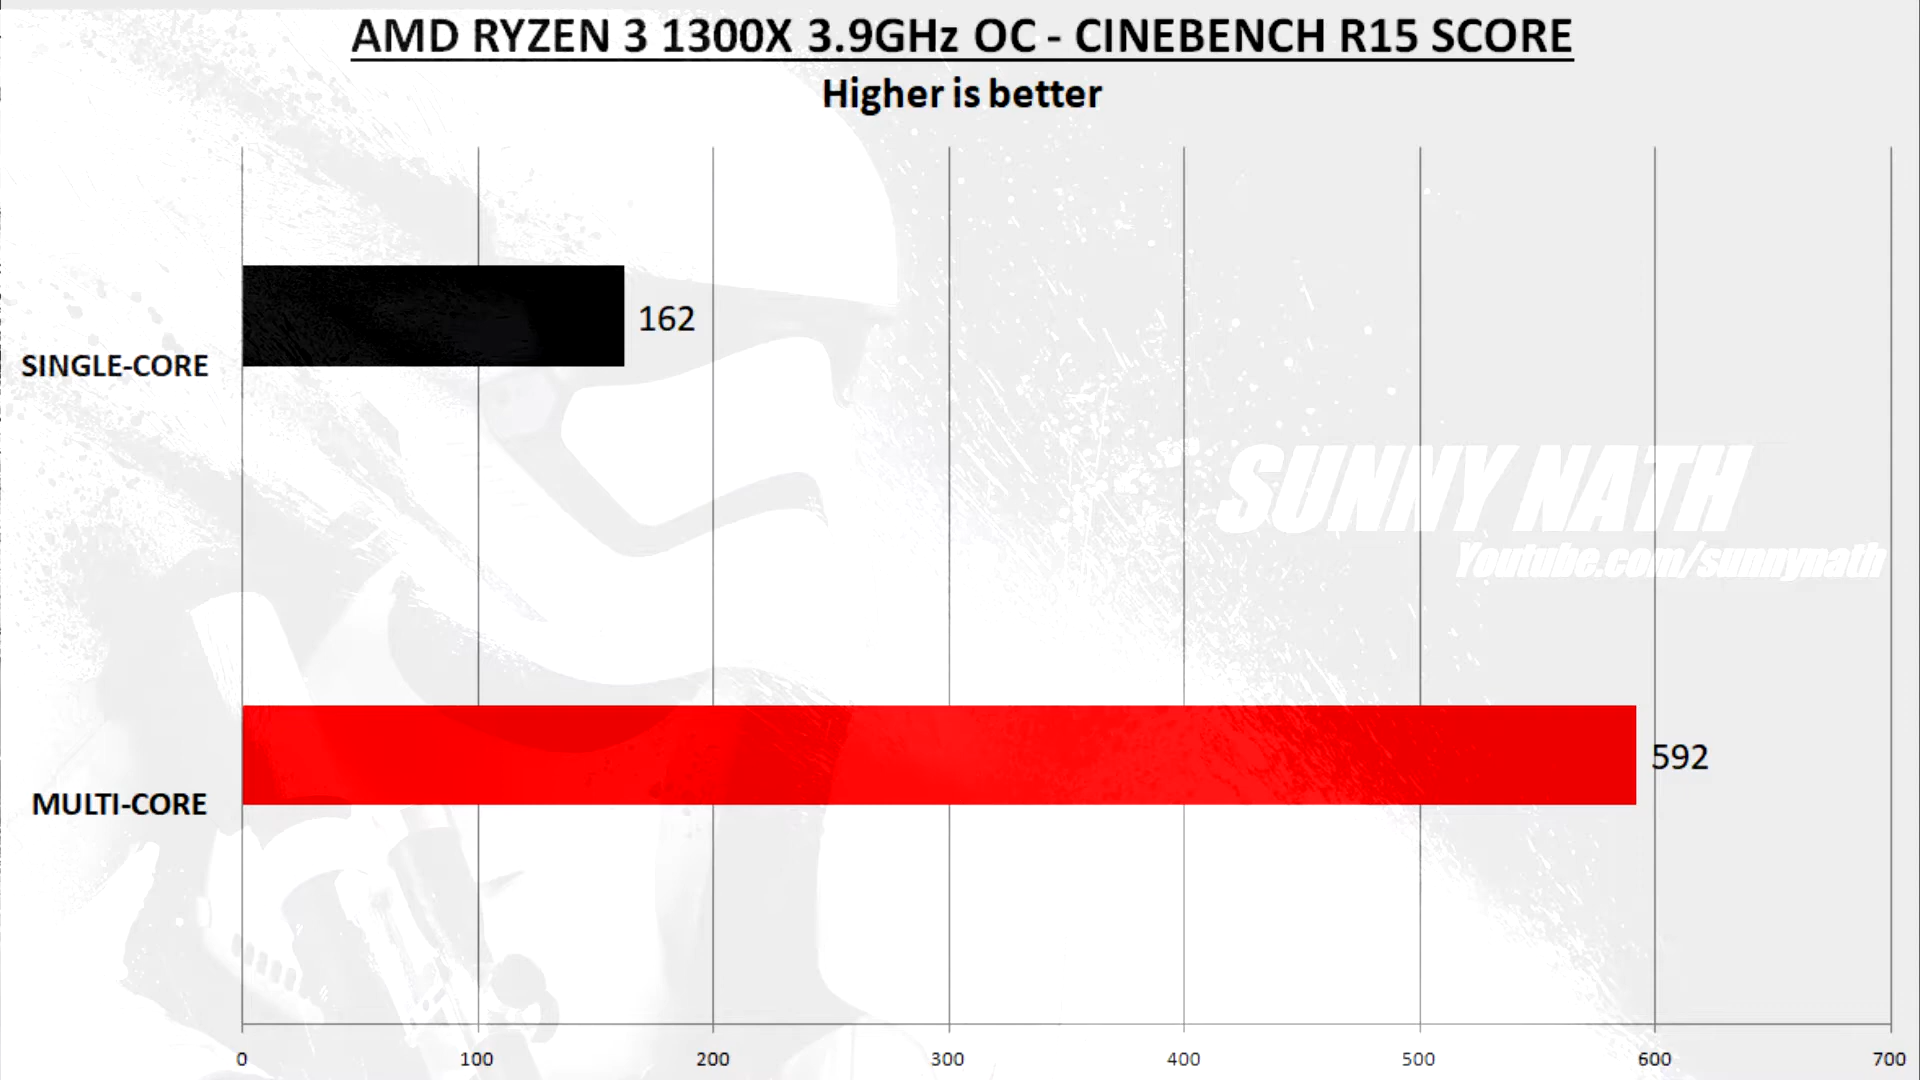 AMD RYZEN 3 1300X 3.9GHz OC - CINEBENCH R15 SCORE
Higher is better
162
SINGLE-CORE
SUNNY NATH
Youtube.com/sunnynath
592
MULTI-CORE
0 100 200 300 400 500 600 700